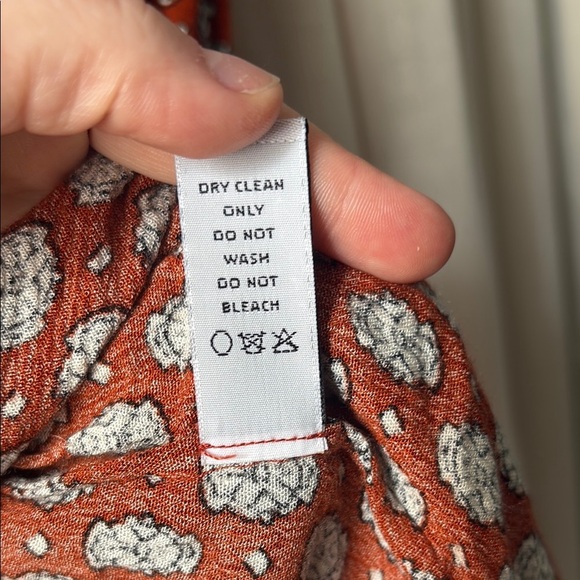 DRY CLEAN
ONLY
DO NOT
WASH
DO NOT
BLEACH